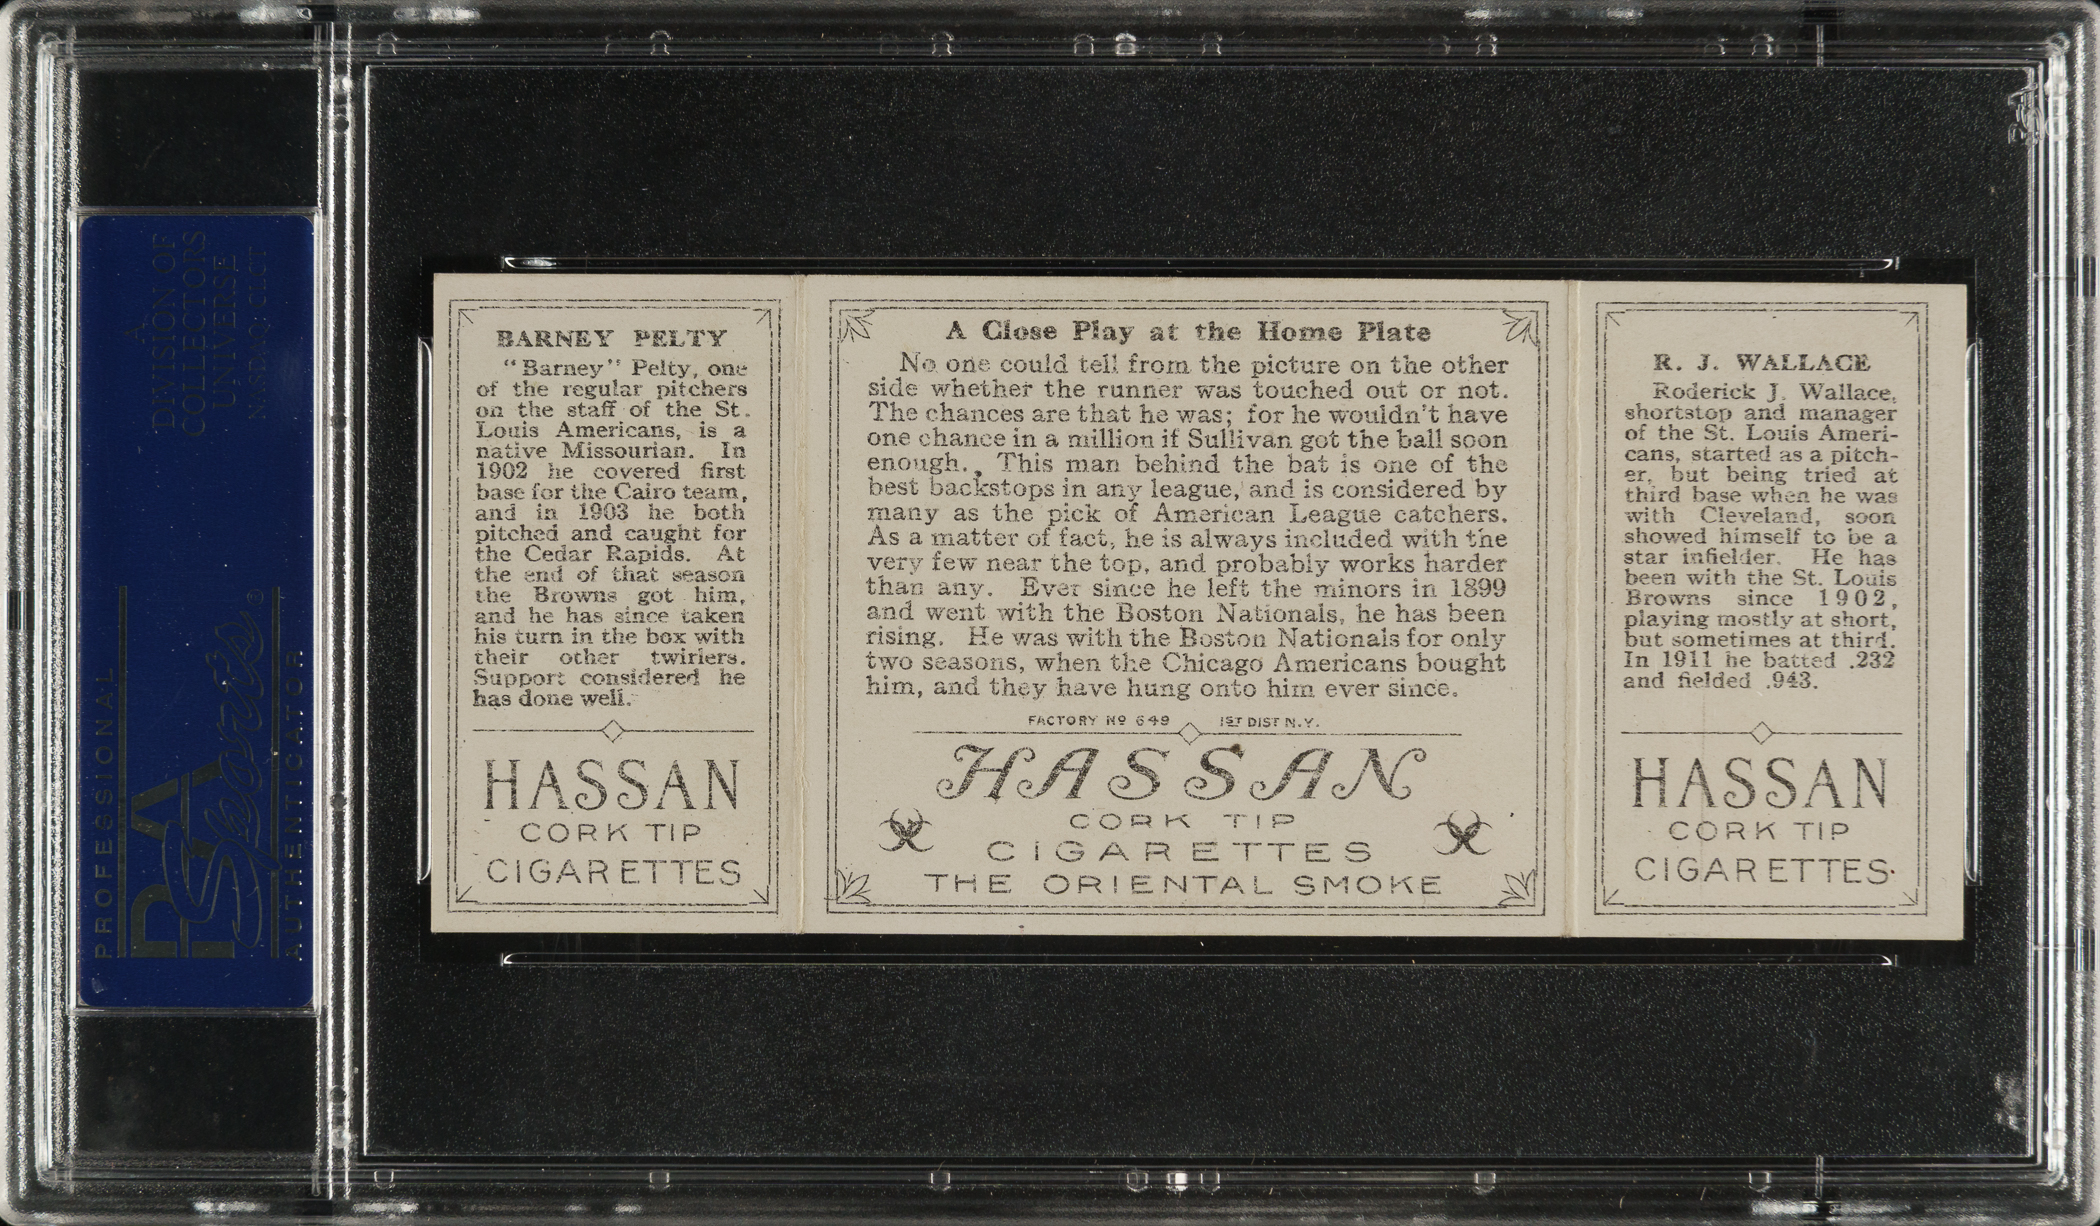 A
DIVISION OF
COLLECTORS
UNIVERSE
NASDAQ: CLCT
PROFESSIONAL
PSA
Sports®
AUTHENTICATOR
BARNEY PELTY
"Barney" Pelty, one
of the regular pitchers
on the staff of the St.
Louis Americans, is a
native Missourian. In
1902 he covered first
base for the Cairo team,
and in 1903 he both
pitched and caught for
the Cedar Rapids. At
the end of that season
the Browns got him,
and he has since taken
his turn in the box with
their other twirlers.
Support considered he
has done well.
HASSAN
CORK TIP
CIGARETTES
A Close Play at the Home Plate
No one could tell from the picture on the other
side whether the runner was touched out or not.
The chances are that he was; for he wouldn't have
one chance in a million if Sullivan got the ball soon
enough. This man behind the bat is one of the
best backstops in any league, and is considered by
many as the pick of American League catchers.
As a matter of fact, he is always included with the
very few near the top, and probably works harder
than any. Ever since he left the minors in 1899
and went with the Boston Nationals, he has been
rising. He was with the Boston Nationals for only
two seasons, when the Chicago Americans bought
him, and they have hung onto him ever since.
FACTORY Nº 649 1ST DIST N.Y.
HASSAN
CORK TIP
CIGARETTES
THE ORIENTAL SMOKE
R. J. WALLACE
Roderick J. Wallace,
shortstop and manager
of the St. Louis Ameri-
cans, started as a pitch-
er, but being tried at
third base when he was
with Cleveland, soon
showed himself to be a
star infielder. He has
been with the St. Louis
Browns since 1902,
playing mostly at short,
but sometimes at third.
In 1911 he batted .232
and fielded .943.
HASSAN
CORK TIP
CIGARETTES